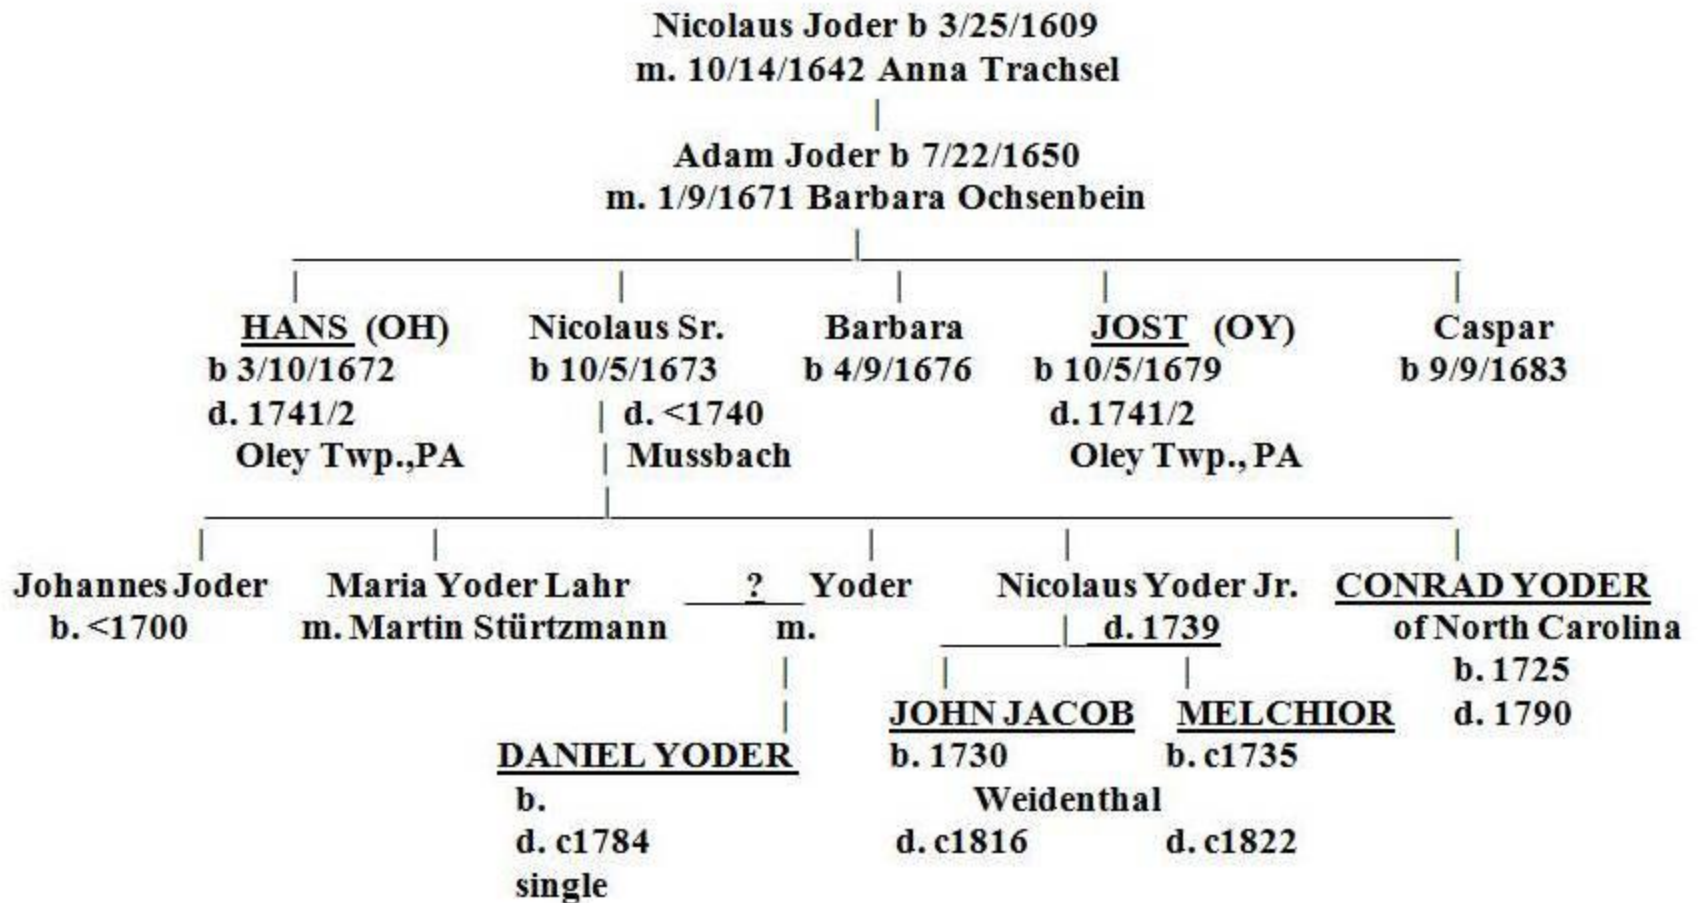 Nicolaus Joder b 3/25/1609
m. 10/14/1642 Anna Trachsel
Adam Joder b 7/22/1650
m. 1/9/1671 Barbara Ochsenbein
HANS (OH) Nicolaus Sr. Barbara JOST (OY) Caspar
b 3/10/1672 b 10/5/1673 b 4/9/1676 b 10/5/1679 b 9/9/1683
d. 1741/2 d. <1740 d. 1741/2
Oley Twp.,PA Mussbach Oley Twp., PA
Johannes Joder Maria Yoder Lahr ? Yoder Nicolaus Yoder Jr. CONRAD YODER
b. <1700 m. Martin Stürtzmann m. d. 1739 of North Carolina
b. 1725
JOHN JACOB MELCHIOR d. 1790
DANIEL YODER b. 1730 b. c1735
b. Weidenthal
d. c1784 d. c1816 d. c1822
single